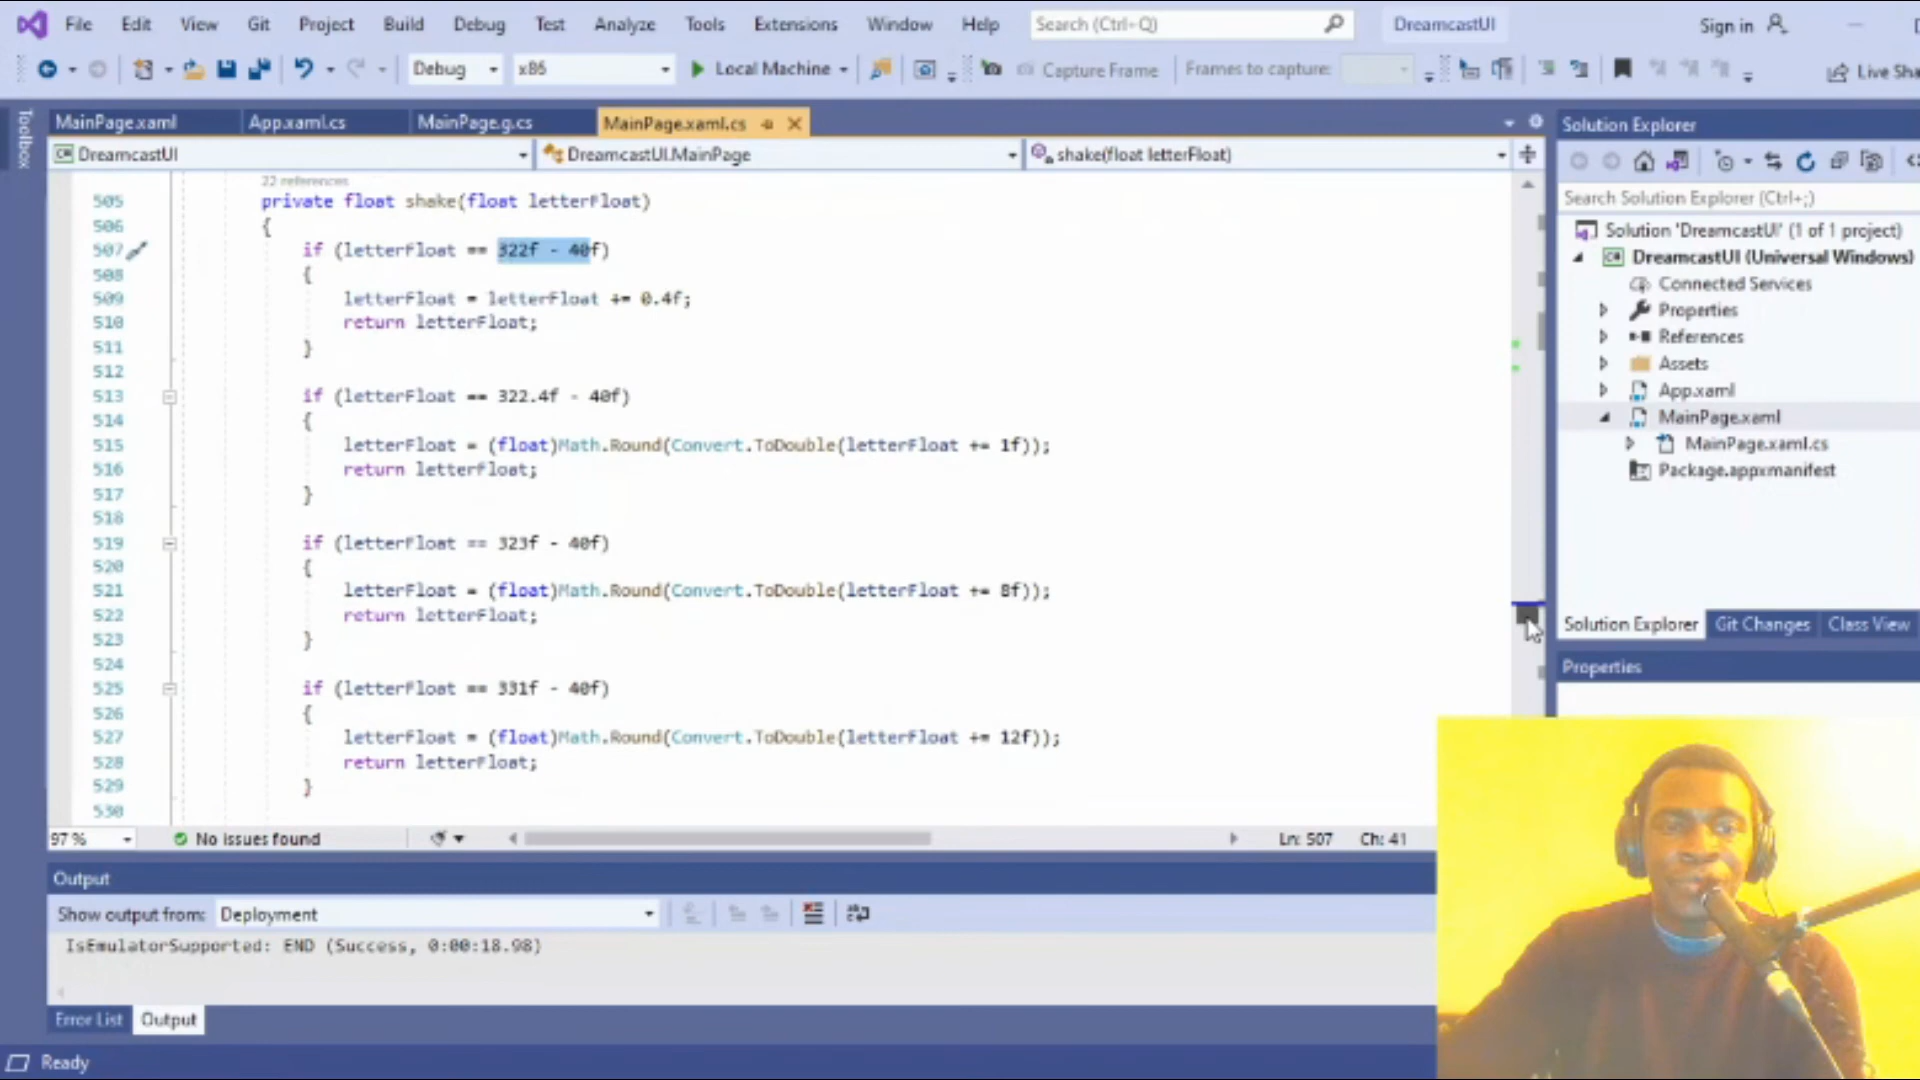 File Edit View Git Project Build Debug Test Analyze Tools Extensions Window Help Search (Ctrl+Q) DreamcastUI Sign in
Debug x86 Local Machine Capture Frame Frames to capture: Live Sha
Toolbox
MainPage.xaml App.xaml.cs MainPage.g.cs MainPage.xaml.cs
DreamcastUI DreamcastUI.MainPage shake(float letterFloat)
22 references
505 private float shake(float letterFloat)
506 {
507 if (letterFloat == 322f - 40f)
508 {
509 letterFloat = letterFloat += 0.4f;
510 return letterFloat;
511 }
512
513 if (letterFloat == 322.4f - 40f)
514 {
515 letterFloat = (float)Math.Round(Convert.ToDouble(letterFloat += 1f));
516 return letterFloat;
517 }
518
519 if (letterFloat == 323f - 40f)
520 {
521 letterFloat = (float)Math.Round(Convert.ToDouble(letterFloat += 8f));
522 return letterFloat;
523 }
524
525 if (letterFloat == 331f - 40f)
526 {
527 letterFloat = (float)Math.Round(Convert.ToDouble(letterFloat += 12f));
528 return letterFloat;
529 }
530
97 % No issues found Ln: 507 Ch: 41
Output
Show output from: Deployment
IsEmulatorSupported: END (Success, 0:00:18.98)
Error List Output
Ready
Solution Explorer
Search Solution Explorer (Ctrl+;)
Solution 'DreamcastUI' (1 of 1 project)
DreamcastUI (Universal Windows)
Connected Services
Properties
References
Assets
App.xaml
MainPage.xaml
MainPage.xaml.cs
Package.appxmanifest
Solution Explorer Git Changes Class View
Properties